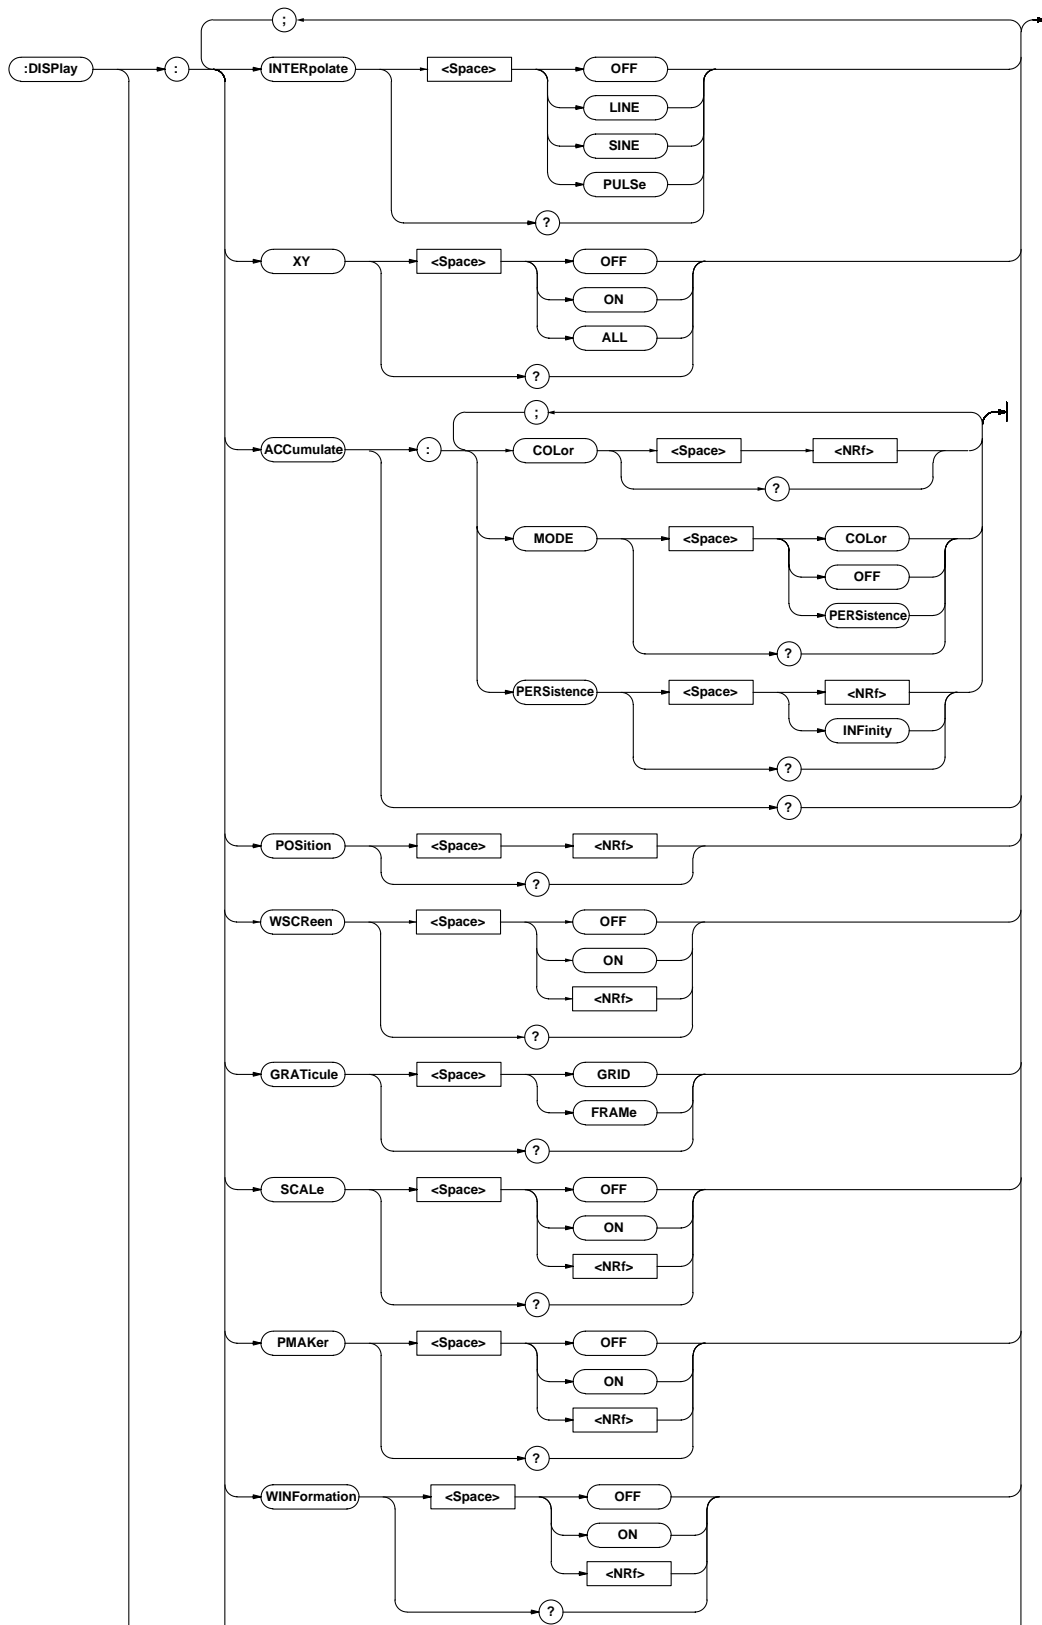 ;
:DISPlay : INTERpolate <Space> OFF
LINE
SINE
PULSe
?
XY <Space> OFF
ON
ALL
?
;
ACCumulate : COLor <Space> <NRf>
?
MODE <Space> COLor
OFF
PERSistence
?
PERSistence <Space> <NRf>
INFinity
?
?
POSition <Space> <NRf>
?
WSCReen <Space> OFF
ON
<NRf>
?
GRATicule <Space> GRID
FRAMe
?
SCALe <Space> OFF
ON
<NRf>
?
PMAKer <Space> OFF
ON
<NRf>
?
WINFormation <Space> OFF
ON
<NRf>
?